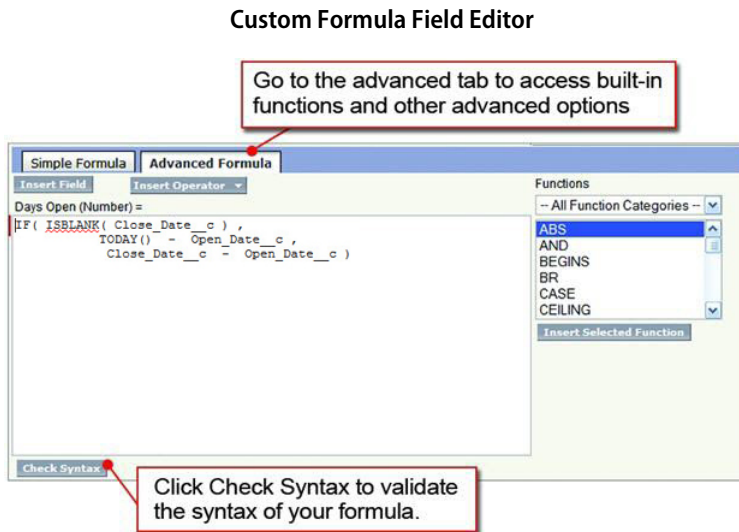 Custom Formula Field Editor
Go to the advanced tab to access built-in
functions and other advanced options
Simple Formula
Advanced Formula
Insert Field
Insert Operator
Functions
Days Open (Number) =
-- All Function Categories --
IF( ISBLANK( Close_Date__c ) ,
TODAY() - Open_Date__c ,
Close_Date__c - Open_Date__c )
ABS
AND
BEGINS
BR
CASE
CEILING
Insert Selected Function
Check Syntax
Click Check Syntax to validate
the syntax of your formula.